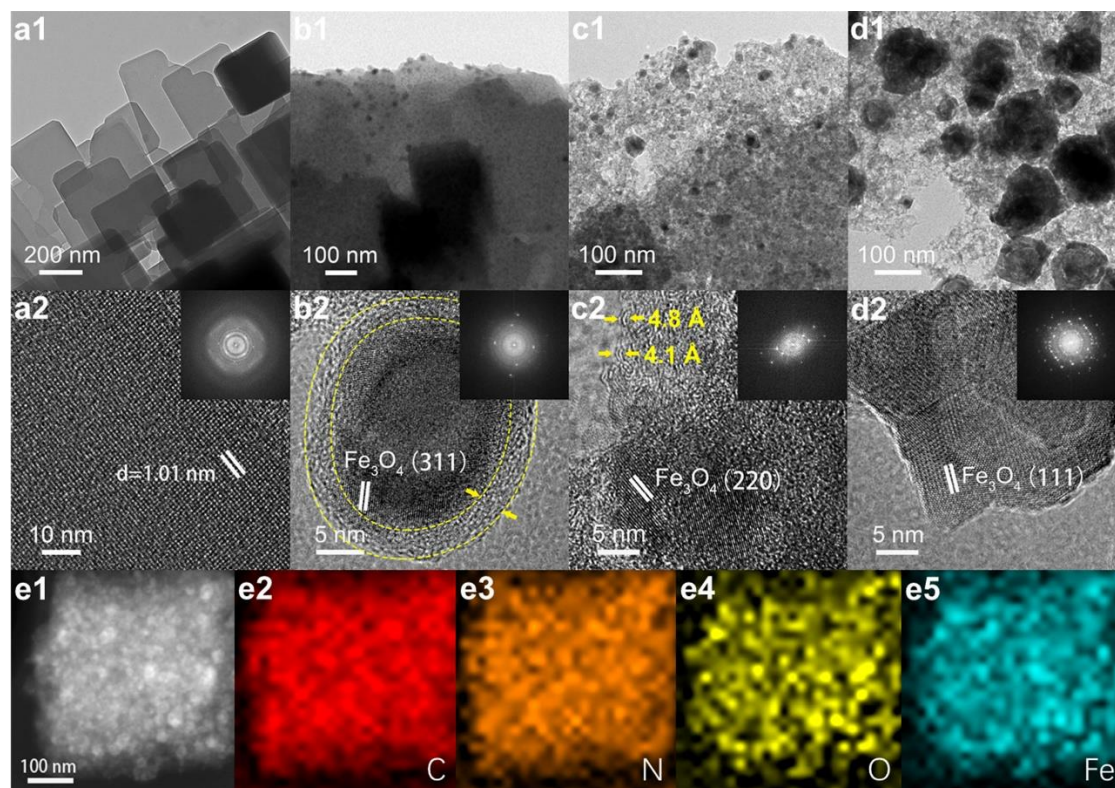 a1
200 nm
b1
100 nm
c1
100 nm
d1
100 nm
a2
d=1.01 nm
10 nm
b2
Fe₃O₄ (311)
5 nm
c2
4.8 Å
4.1 Å
Fe₃O₄ (220)
5 nm
d2
Fe₃O₄ (111)
5 nm
e1
100 nm
e2
C
e3
N
e4
O
e5
Fe